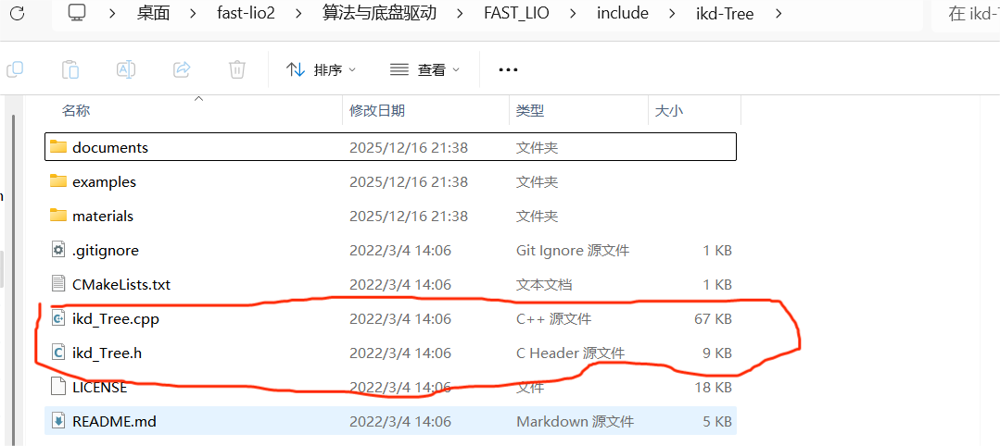 桌面 > fast-lio2 > 算法与底盘驱动 > FAST_LIO > include > ikd-Tree > 在 ikd-
排序 查看
名称 修改日期 类型 大小
documents 2025/12/16 21:38 文件夹
examples 2025/12/16 21:38 文件夹
materials 2025/12/16 21:38 文件夹
.gitignore 2022/3/4 14:06 Git Ignore 源文件 1 KB
CMakeLists.txt 2022/3/4 14:06 文本文档 1 KB
ikd_Tree.cpp 2022/3/4 14:06 C++ 源文件 67 KB
ikd_Tree.h 2022/3/4 14:06 C Header 源文件 9 KB
LICENSE 2022/3/4 14:06 文件 18 KB
README.md 2022/3/4 14:06 Markdown 源文件 5 KB